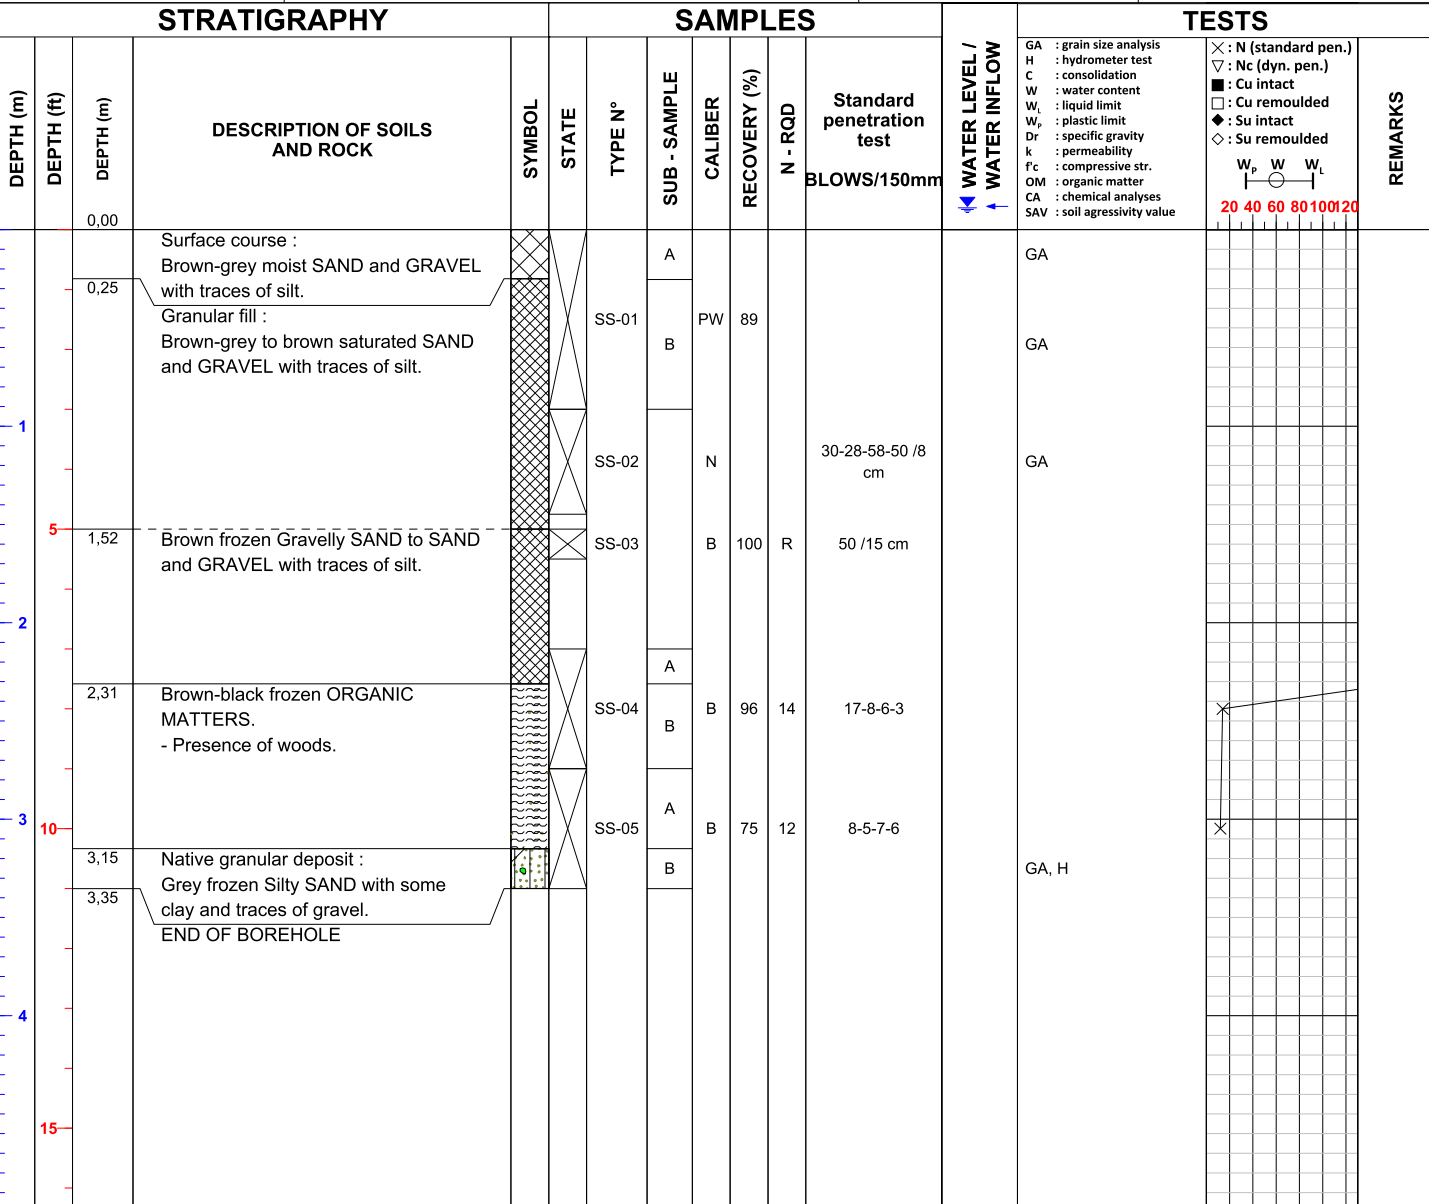 STRATIGRAPHY
SAMPLES
TESTS
DEPTH (m)
DEPTH (ft)
DEPTH (m)
DESCRIPTION OF SOILS
AND ROCK
SYMBOL
STATE
TYPE N°
SUB - SAMPLE
CALIBER
RECOVERY (%)
N - RQD
Standard
penetration
test
BLOWS/150mm
WATER LEVEL /
WATER INFLOW
GA : grain size analysis
H : hydrometer test
C : consolidation
W : water content
WL : liquid limit
WP : plastic limit
Dr : specific gravity
k : permeability
f'c : compressive str.
OM : organic matter
CA : chemical analyses
SAV : soil agressivity value
: N (standard pen.)
: Nc (dyn. pen.)
: Cu intact
: Cu remoulded
: Su intact
: Su remoulded
WP W WL
20 40 60 80 100 120
REMARKS
0,00
Surface course :
Brown-grey moist SAND and GRAVEL
with traces of silt.
A
GA
0,25
Granular fill :
Brown-grey to brown saturated SAND
and GRAVEL with traces of silt.
SS-01
B
PW
89
GA
1
SS-02
N
30-28-58-50 /8
cm
GA
5
1,52
Brown frozen Gravelly SAND to SAND
and GRAVEL with traces of silt.
SS-03
B
100
R
50 /15 cm
2
A
2,31
Brown-black frozen ORGANIC
MATTERS.
- Presence of woods.
SS-04
B
B
96
14
17-8-6-3
3
10
A
SS-05
B
75
12
8-5-7-6
3,15
Native granular deposit :
Grey frozen Silty SAND with some
clay and traces of gravel.
B
GA, H
3,35
END OF BOREHOLE
4
15